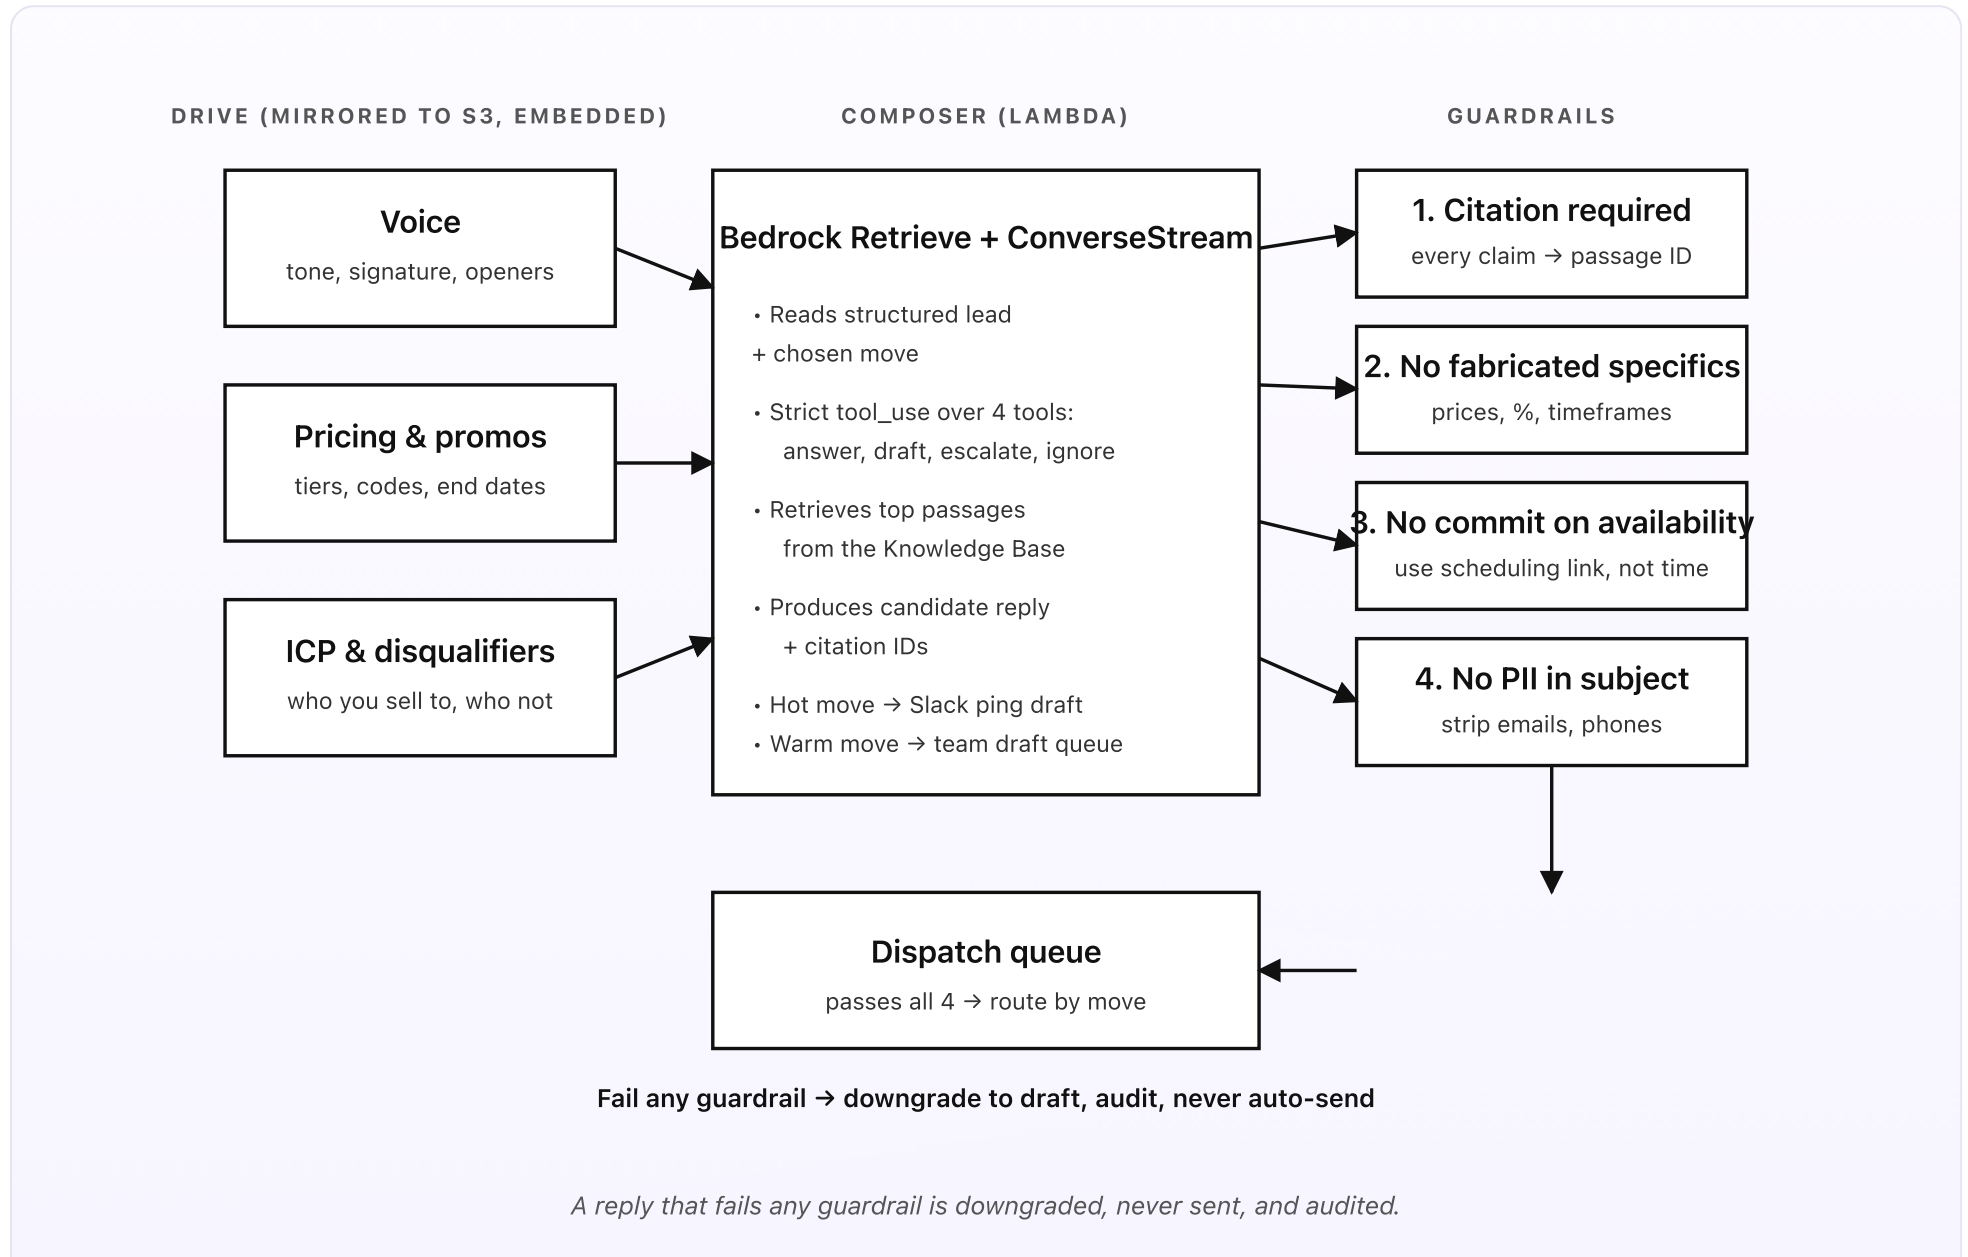 DRIVE (MIRRORED TO S3, EMBEDDED)
Voice
tone, signature, openers
Pricing & promos
tiers, codes, end dates
ICP & disqualifiers
who you sell to, who not
COMPOSER (LAMBDA)
Bedrock Retrieve + ConverseStream
• Reads structured lead
+ chosen move
• Strict tool_use over 4 tools:
answer, draft, escalate, ignore
• Retrieves top passages
from the Knowledge Base
• Produces candidate reply
+ citation IDs
• Hot move → Slack ping draft
• Warm move → team draft queue
GUARDRAILS
1. Citation required
every claim → passage ID
2. No fabricated specifics
prices, %, timeframes
3. No commit on availability
use scheduling link, not time
4. No PII in subject
strip emails, phones
Dispatch queue
passes all 4 → route by move
Fail any guardrail → downgrade to draft, audit, never auto-send
A reply that fails any guardrail is downgraded, never sent, and audited.